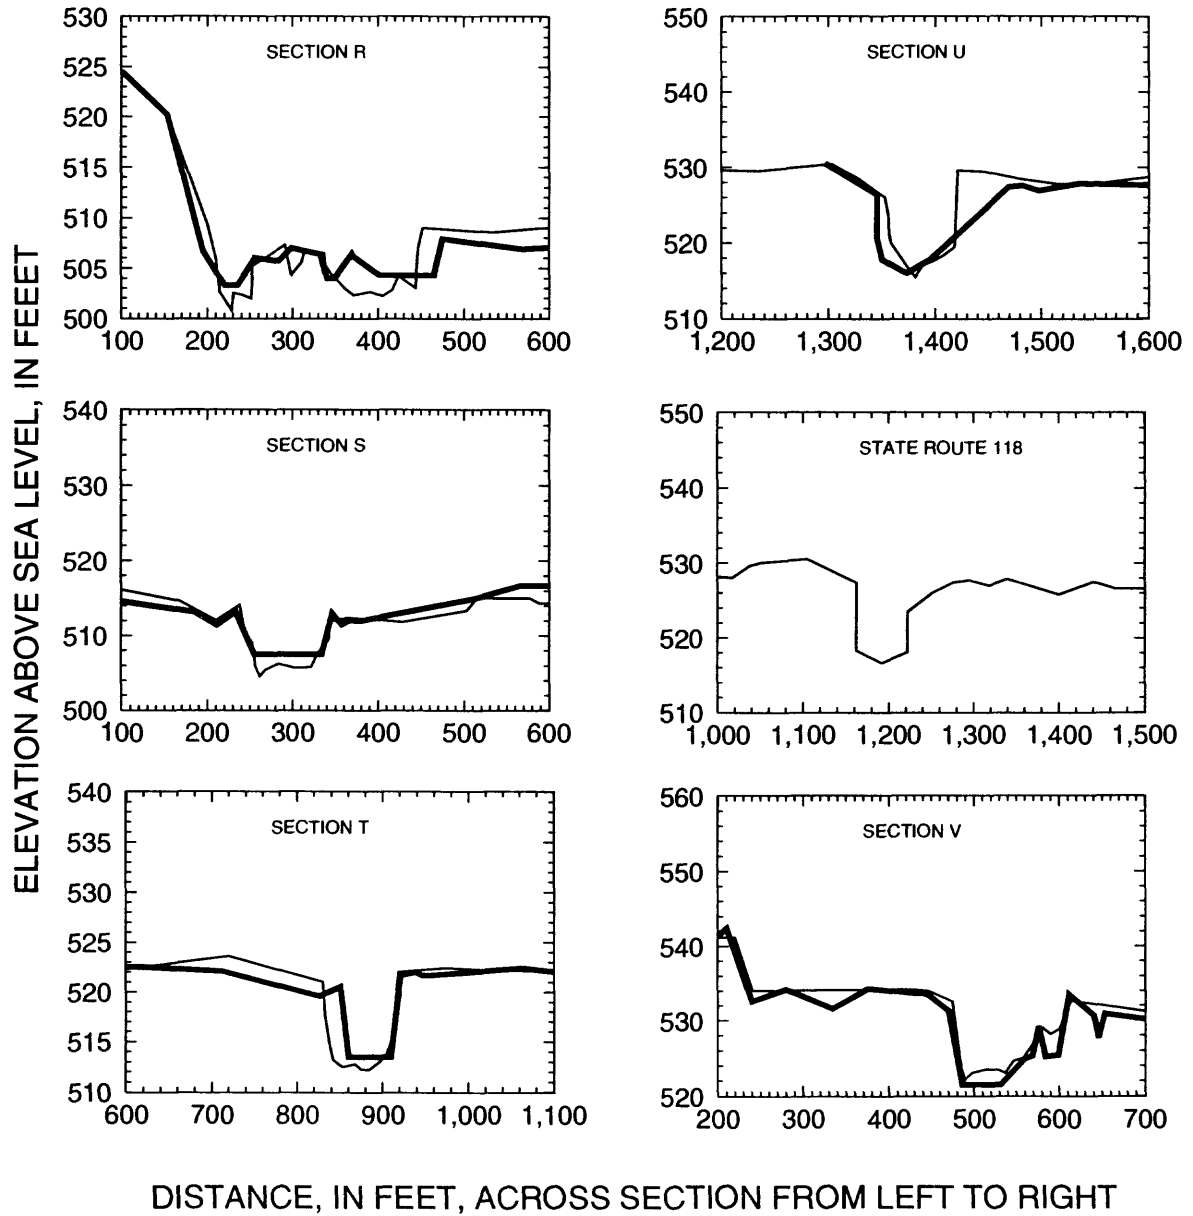 ELEVATION ABOVE SEA LEVEL, IN FEEET
SECTION R
530
525
520
515
510
505
500
100 200 300 400 500 600
SECTION U
550
540
530
520
510
1,200 1,300 1,400 1,500 1,600
SECTION S
540
530
520
510
500
100 200 300 400 500 600
STATE ROUTE 118
550
540
530
520
510
1,000 1,100 1,200 1,300 1,400 1,500
SECTION T
540
535
530
525
520
515
510
600 700 800 900 1,000 1,100
SECTION V
560
550
540
530
520
200 300 400 500 600 700
DISTANCE, IN FEET, ACROSS SECTION FROM LEFT TO RIGHT